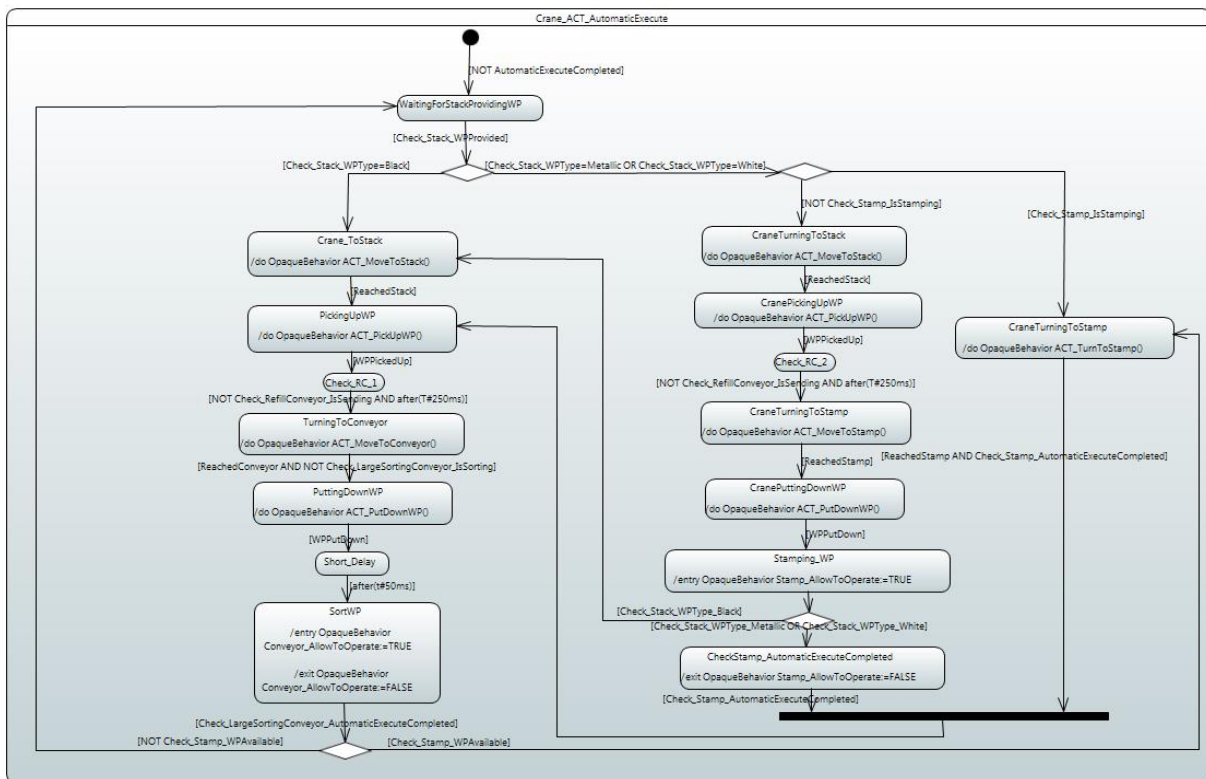 Crane_ACT_AutomaticExecute
[NOT AutomaticExecuteCompleted]
WaitingForStackProvidingWP
[Check_Stack_WPProvided]
[Check_Stack_WPType=Black]
[Check_Stack_WPType=Metallic OR Check_Stack_WPType=White]
[NOT Check_Stamp_IsStamping]
[Check_Stamp_IsStamping]
Crane_ToStack
/do OpaqueBehavior ACT_MoveToStack()
[ReachedStack]
PickingUpWP
/do OpaqueBehavior ACT_PickUpWP()
[WPPickedUp]
Check_RC_1
[NOT Check_RefillConveyor_IsSending AND after(T#250ms)]
TurningToConveyor
/do OpaqueBehavior ACT_MoveToConveyor()
[ReachedConveyor AND NOT Check_LargeSortingConveyor_IsSorting]
PuttingDownWP
/do OpaqueBehavior ACT_PutDownWP()
[WPPutDown]
Short_Delay
[after(t#50ms)]
SortWP
/entry OpaqueBehavior
Conveyor_AllowToOperate:=TRUE
/exit OpaqueBehavior
Conveyor_AllowToOperate:=FALSE
[Check_LargeSortingConveyor_AutomaticExecuteCompleted]
[NOT Check_Stamp_WPAvailable]
[Check_Stamp_WPAvailable]
CraneTurningToStack
/do OpaqueBehavior ACT_MoveToStack()
[ReachedStack]
CranePickingUpWP
/do OpaqueBehavior ACT_PickUpWP()
[WPPickedUp]
Check_RC_2
[NOT Check_RefillConveyor_IsSending AND after(T#250ms)]
CraneTurningToStamp
/do OpaqueBehavior ACT_MoveToStamp()
[ReachedStamp]
CranePuttingDownWP
/do OpaqueBehavior ACT_PutDownWP()
[WPPutDown]
Stamping_WP
/entry OpaqueBehavior Stamp_AllowToOperate:=TRUE
[Check_Stack_WPType_Black]
[Check_Stack_WPType_Metallic OR Check_Stack_WPType_White]
CheckStamp_AutomaticExecuteCompleted
/exit OpaqueBehavior Stamp_AllowToOperate:=FALSE
[Check_Stamp_AutomaticExecuteCompleted]
CraneTurningToStamp
/do OpaqueBehavior ACT_TurnToStamp()
[ReachedStamp AND Check_Stamp_AutomaticExecuteCompleted]